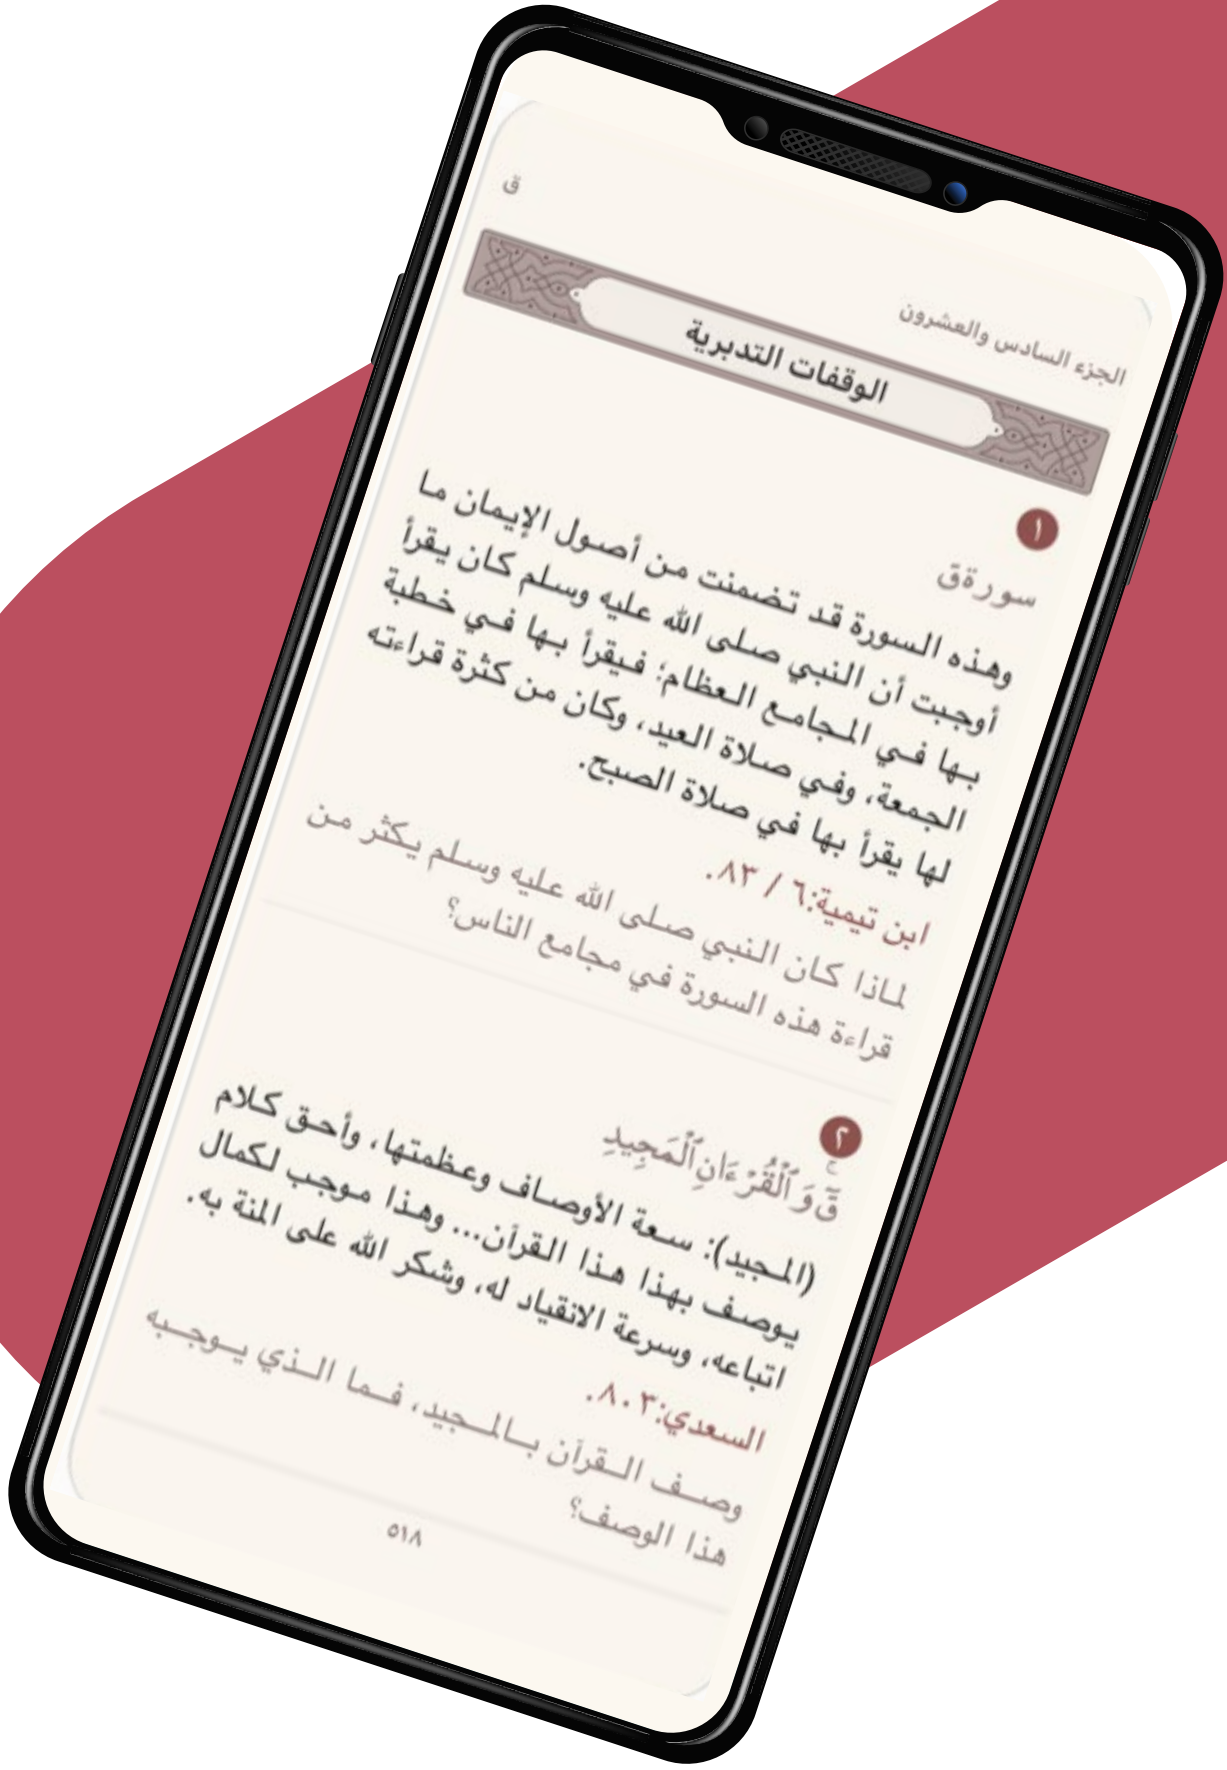 الجزء السادس والعشرون
ق
الوقفات التدبرية
١
سورة ق
وهذه السورة قد تضمنت من أصول الإيمان ما
أوجبت أن النبي صلى الله عليه وسلم كان يقرأ
بها في المجامع العظام؛ فيقرأ بها في خطبة
الجمعة، وفي صلاة العيد، وكان من كثرة قراءته
لها يقرأ بها في صلاة الصبح.
ابن تيمية:٦ / ٨٣.
لماذا كان النبي صلى الله عليه وسلم يكثر من
قراءة هذه السورة في مجامع الناس؟
٢
قٓ ۚ وَٱلْقُرْءَانِ ٱلْمَجِيدِ
(المجيد): سعة الأوصاف وعظمتها، وأحق كلام
يوصف بهذا هذا القرآن... وهذا موجب لكمال
اتباعه، وسرعة الانقياد له، وشكر الله على المنة به.
السعدي:٨٠٣.
وصف القرآن بالمجيد، فما الذي يوجبه
هذا الوصف؟
٥١٨